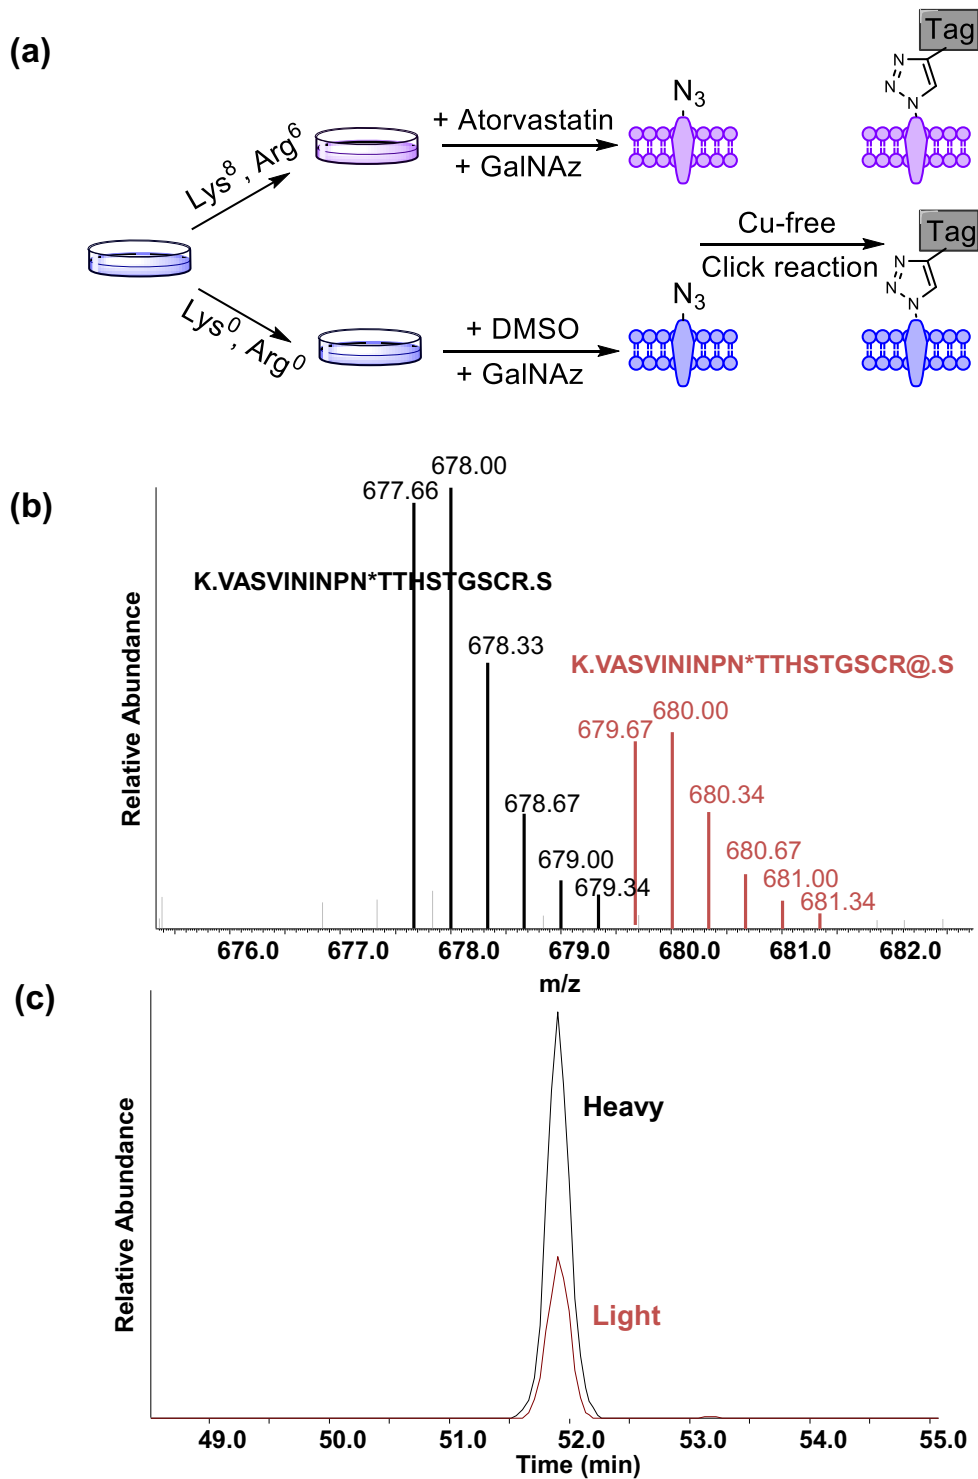 (a)
Tag
N
N
N
N₃
+ Atorvastatin
+ GalNAz
Lys⁸, Arg⁶
Tag
Cu-free
Click reaction
N
N
N
N₃
Lys⁰, Arg⁰
+ DMSO
+ GalNAz
(b)
678.00
677.66
K.VASVININPN*TTHSTGSCR.S
678.33
K.VASVININPN*TTHSTGSCR@.S
679.67
680.00
678.67
680.34
679.00
680.67
679.34
681.00
681.34
Relative Abundance
676.0 677.0 678.0 679.0 680.0 681.0 682.0
m/z
(c)
Heavy
Light
Relative Abundance
49.0 50.0 51.0 52.0 53.0 54.0 55.0
Time (min)